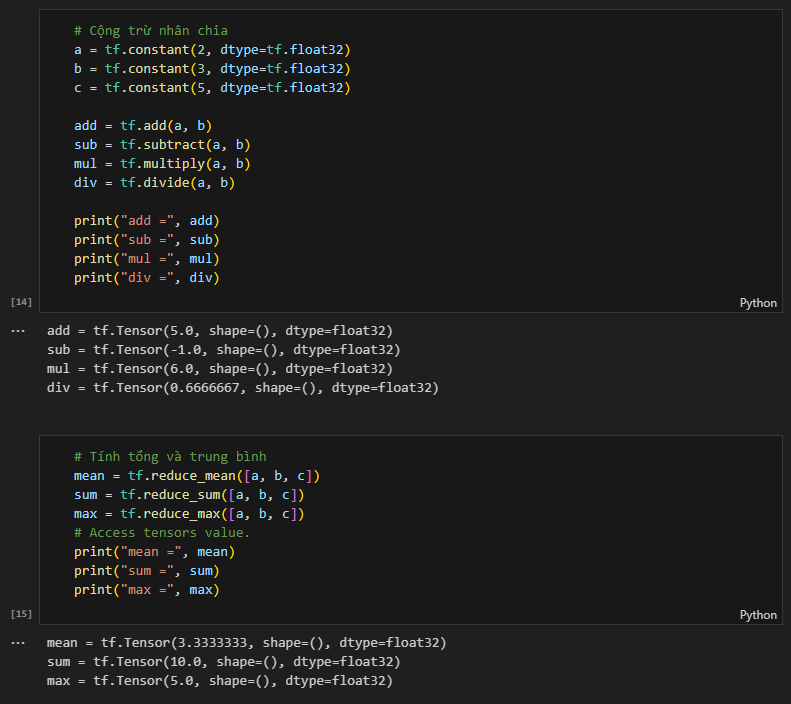 # Cộng trừ nhân chia
a = tf.constant(2, dtype=tf.float32)
b = tf.constant(3, dtype=tf.float32)
c = tf.constant(5, dtype=tf.float32)
add = tf.add(a, b)
sub = tf.subtract(a, b)
mul = tf.multiply(a, b)
div = tf.divide(a, b)
print("add =", add)
print("sub =", sub)
print("mul =", mul)
print("div =", div)
[14]
Python
...
add = tf.Tensor(5.0, shape=(), dtype=float32)
sub = tf.Tensor(-1.0, shape=(), dtype=float32)
mul = tf.Tensor(6.0, shape=(), dtype=float32)
div = tf.Tensor(0.6666667, shape=(), dtype=float32)
# Tính tổng và trung bình
mean = tf.reduce_mean([a, b, c])
sum = tf.reduce_sum([a, b, c])
max = tf.reduce_max([a, b, c])
# Access tensors value.
print("mean =", mean)
print("sum =", sum)
print("max =", max)
[15]
Python
...
mean = tf.Tensor(3.3333333, shape=(), dtype=float32)
sum = tf.Tensor(10.0, shape=(), dtype=float32)
max = tf.Tensor(5.0, shape=(), dtype=float32)